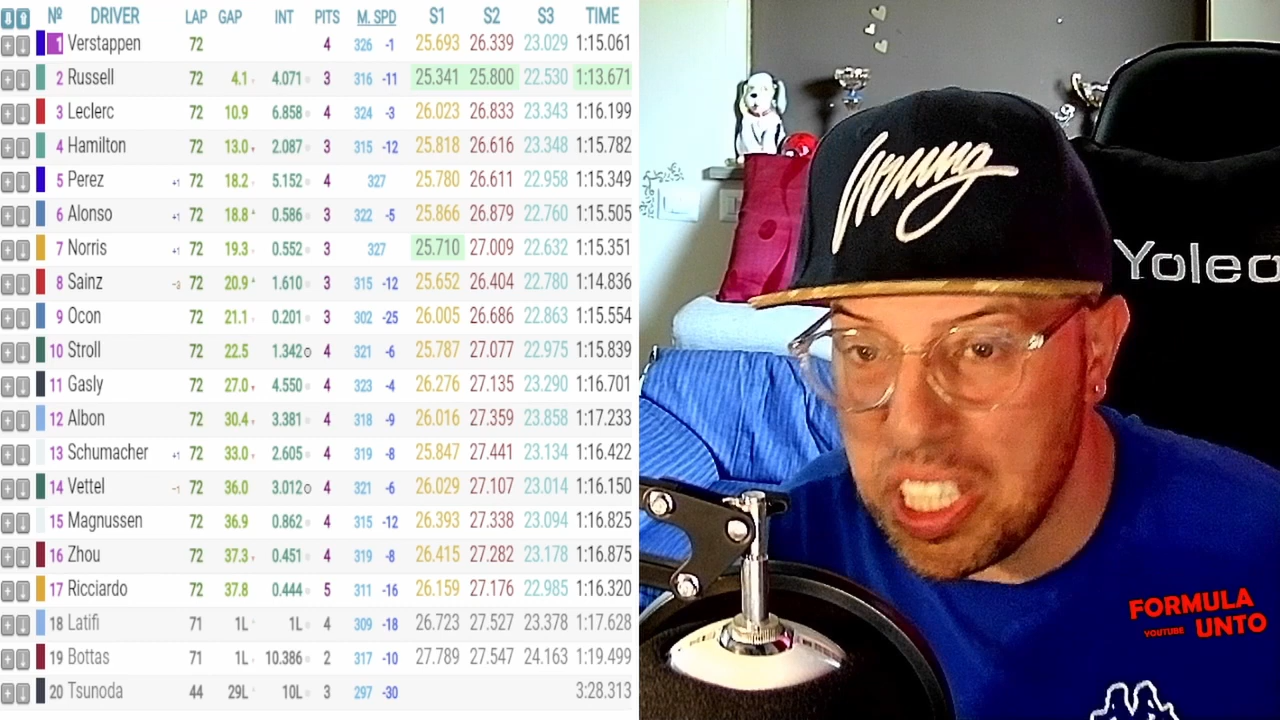 Nº DRIVER LAP GAP INT PITS M. SPD S1 S2 S3 TIME
1 Verstappen 72 4 326 -1 25.693 26.339 23.029 1:15.061
2 Russell 72 4.1 4.071 3 316 -11 25.341 25.800 22.530 1:13.671
3 Leclerc 72 10.9 6.858 4 324 -3 26.023 26.833 23.343 1:16.199
4 Hamilton 72 13.0 2.087 3 315 -12 25.818 26.616 23.348 1:15.782
5 Perez +1 72 18.2 5.152 4 327 25.780 26.611 22.958 1:15.349
6 Alonso +1 72 18.8 0.586 3 322 -5 25.866 26.879 22.760 1:15.505
7 Norris +1 72 19.3 0.552 3 327 25.710 27.009 22.632 1:15.351
8 Sainz 72 20.9 1.610 3 315 -12 25.652 26.404 22.780 1:14.836
9 Ocon 72 21.1 0.201 3 302 -25 26.005 26.686 22.863 1:15.554
10 Stroll 72 22.5 1.342 4 321 -6 25.787 27.077 22.975 1:15.839
11 Gasly 72 27.0 4.550 4 323 -4 26.276 27.135 23.290 1:16.701
12 Albon 72 30.4 3.381 4 318 -9 26.016 27.359 23.858 1:17.233
13 Schumacher +1 72 33.0 2.605 4 319 -8 25.847 27.441 23.134 1:16.422
14 Vettel -1 72 36.0 3.012 4 321 -6 26.029 27.107 23.014 1:16.150
15 Magnussen 72 36.9 0.862 4 315 -12 26.393 27.338 23.094 1:16.825
16 Zhou 72 37.3 0.451 4 319 -8 26.415 27.282 23.178 1:16.875
17 Ricciardo 72 37.8 0.444 5 311 -16 26.159 27.176 22.985 1:16.320
18 Latifi 71 1L 1L 4 309 -18 26.723 27.527 23.378 1:17.628
19 Bottas 71 1L 10.386 2 317 -10 27.789 27.547 24.163 1:19.499
20 Tsunoda 44 29L 10L 3 297 -30 3:28.313
Wrung
Yoleo
FORMULA
YOUTUBE UNTO